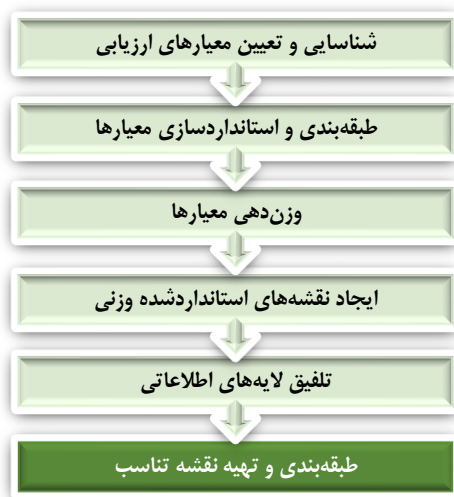 شناسایی و تعیین معیارهای ارزیابی
طبقه‌بندی و استانداردسازی معیارها
وزن‌دهی معیارها
ایجاد نقشه‌های استانداردشده وزنی
تلفیق لایه‌های اطلاعاتی
طبقه‌بندی و تهیه نقشه تناسب